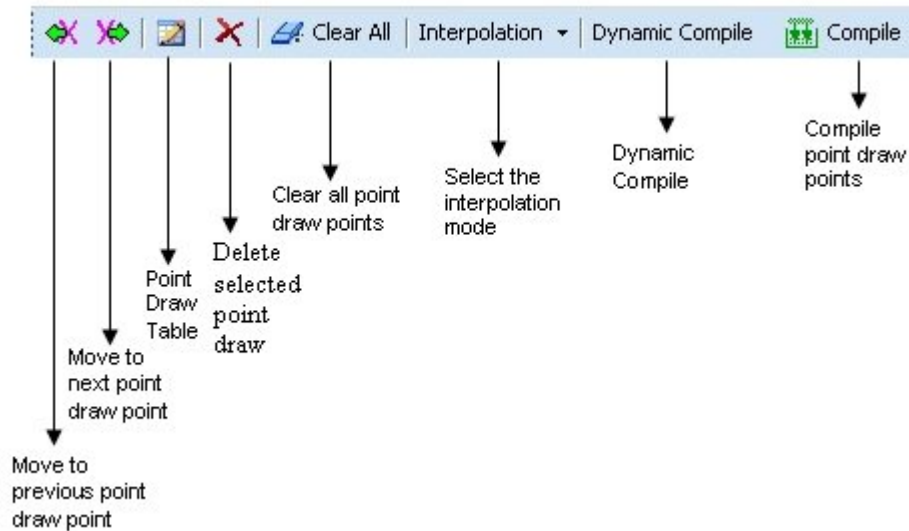 Clear All
Interpolation
Dynamic Compile
Compile
Compile
point draw
points
Dynamic
Compile
Select the
interpolation
mode
Clear all point
draw points
Delete
selected
point
draw
Point
Draw
Table
Move to
next point
draw point
Move to
previous point
draw point